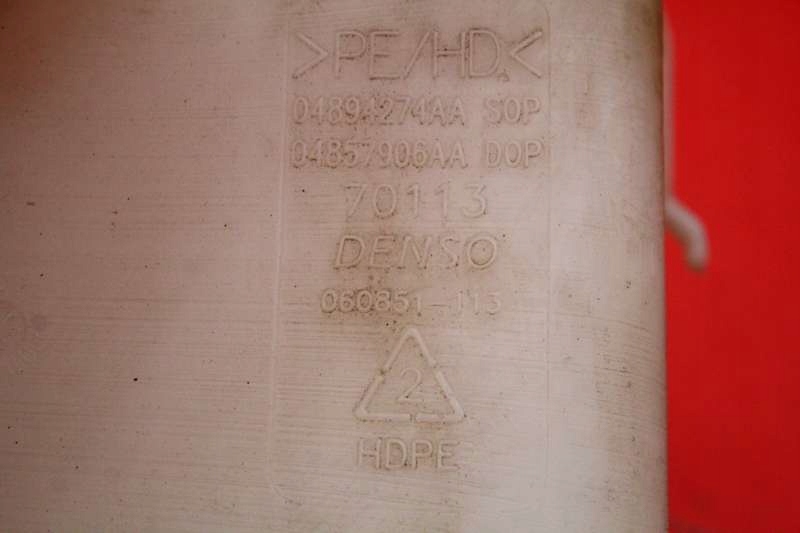 >PE/HD<
04894274AA SOP
04857906AA DOP
70113
DENSO
060851-113
2
HDPE